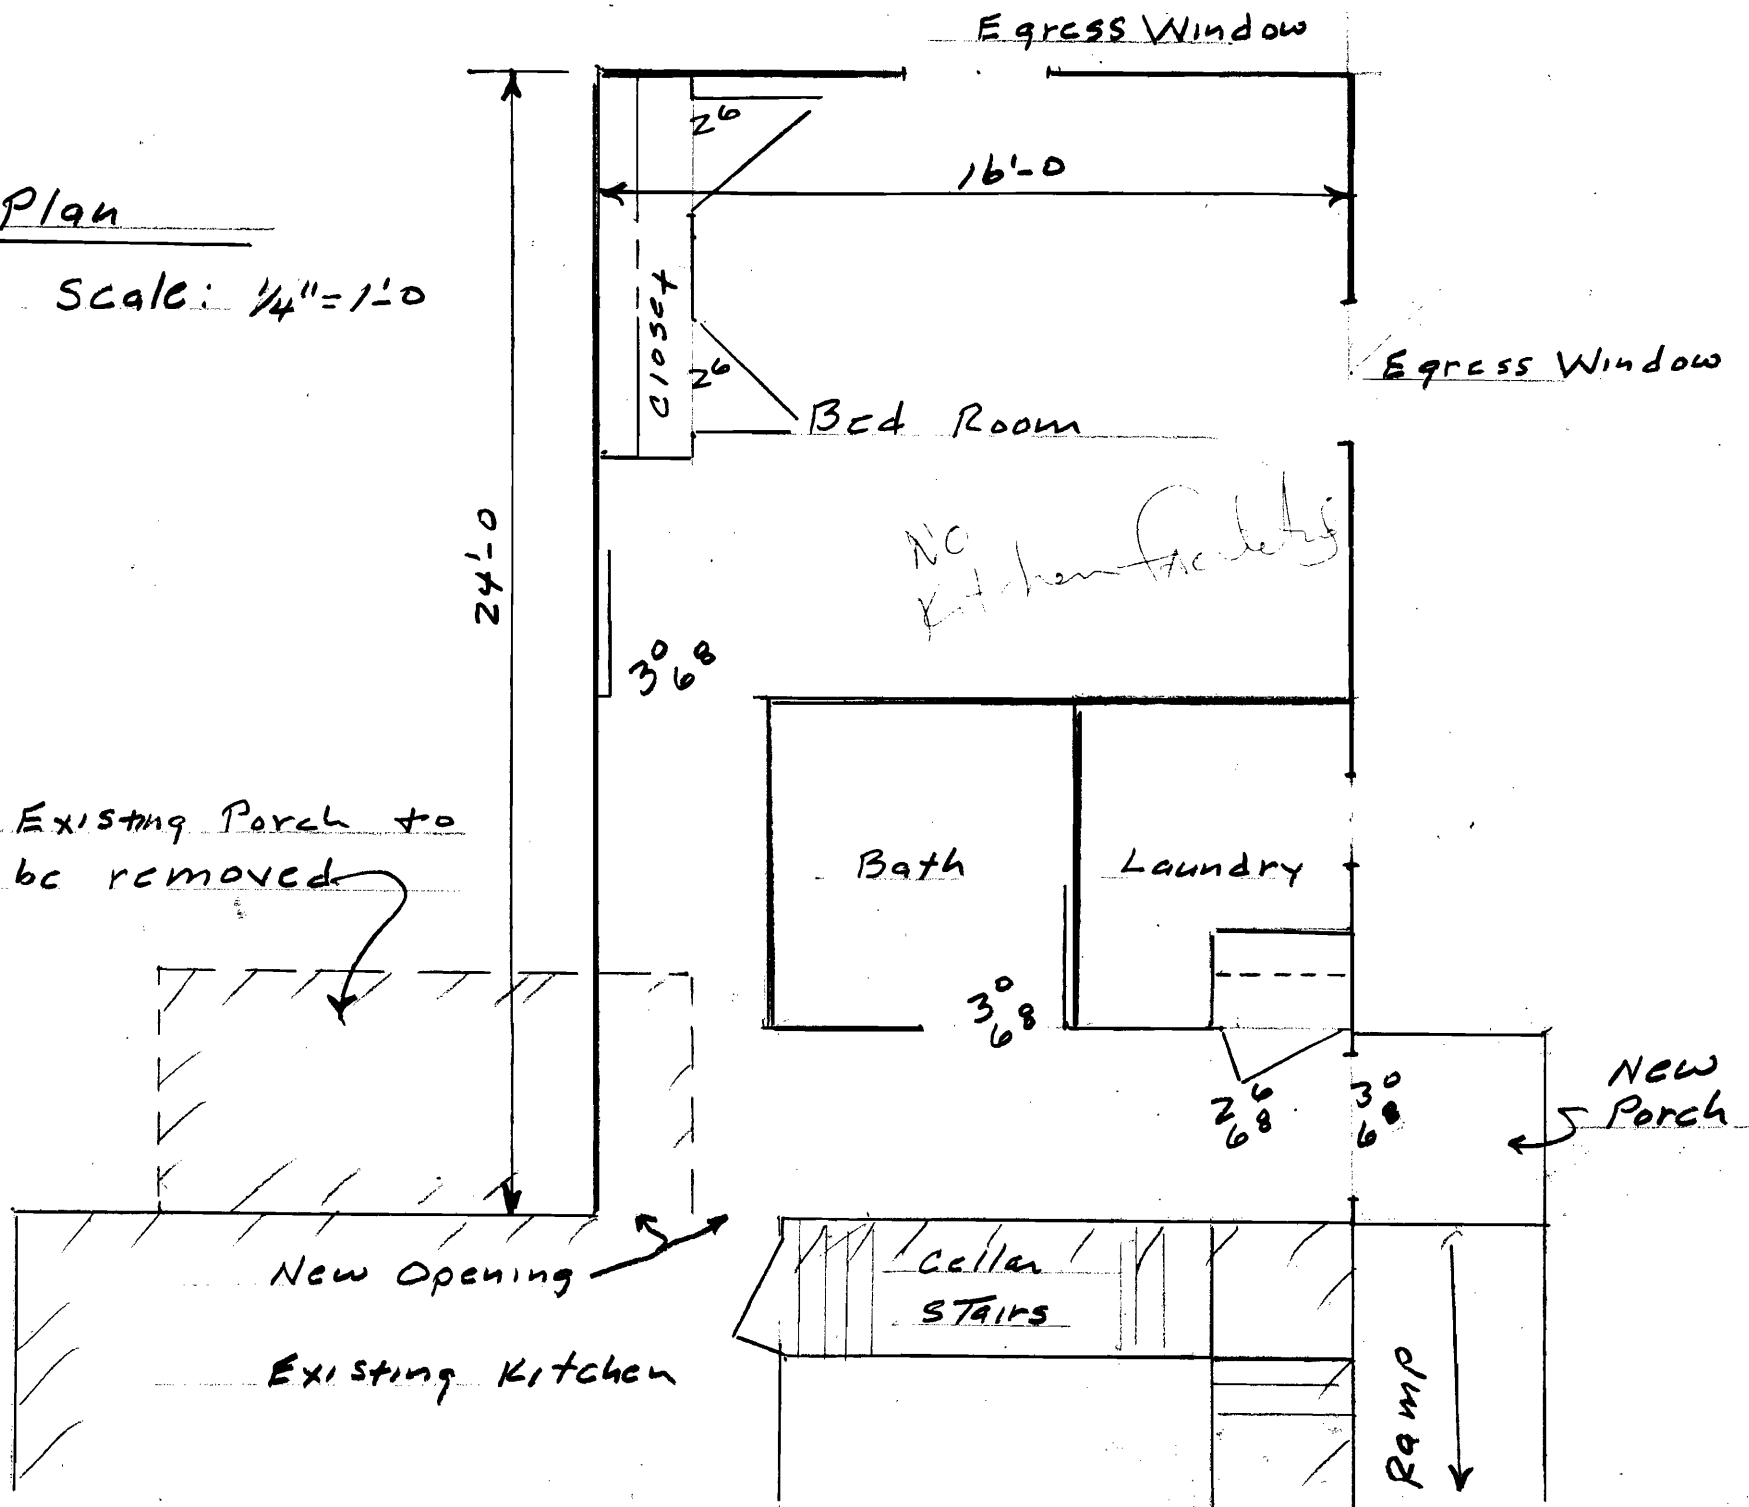 Egress Window
Plan
Scale: 1/4" = 1'-0
16'-0
26
Closet
26
Egress Window
Bed Room
No
Kitchen Faciletys
24'-0
30 68
Existing Porch to
be removed
Bath
Laundry
30
68
26
68
30
68
New
Porch
New Opening
Cellar
Stairs
Existing Kitchen
Ramp